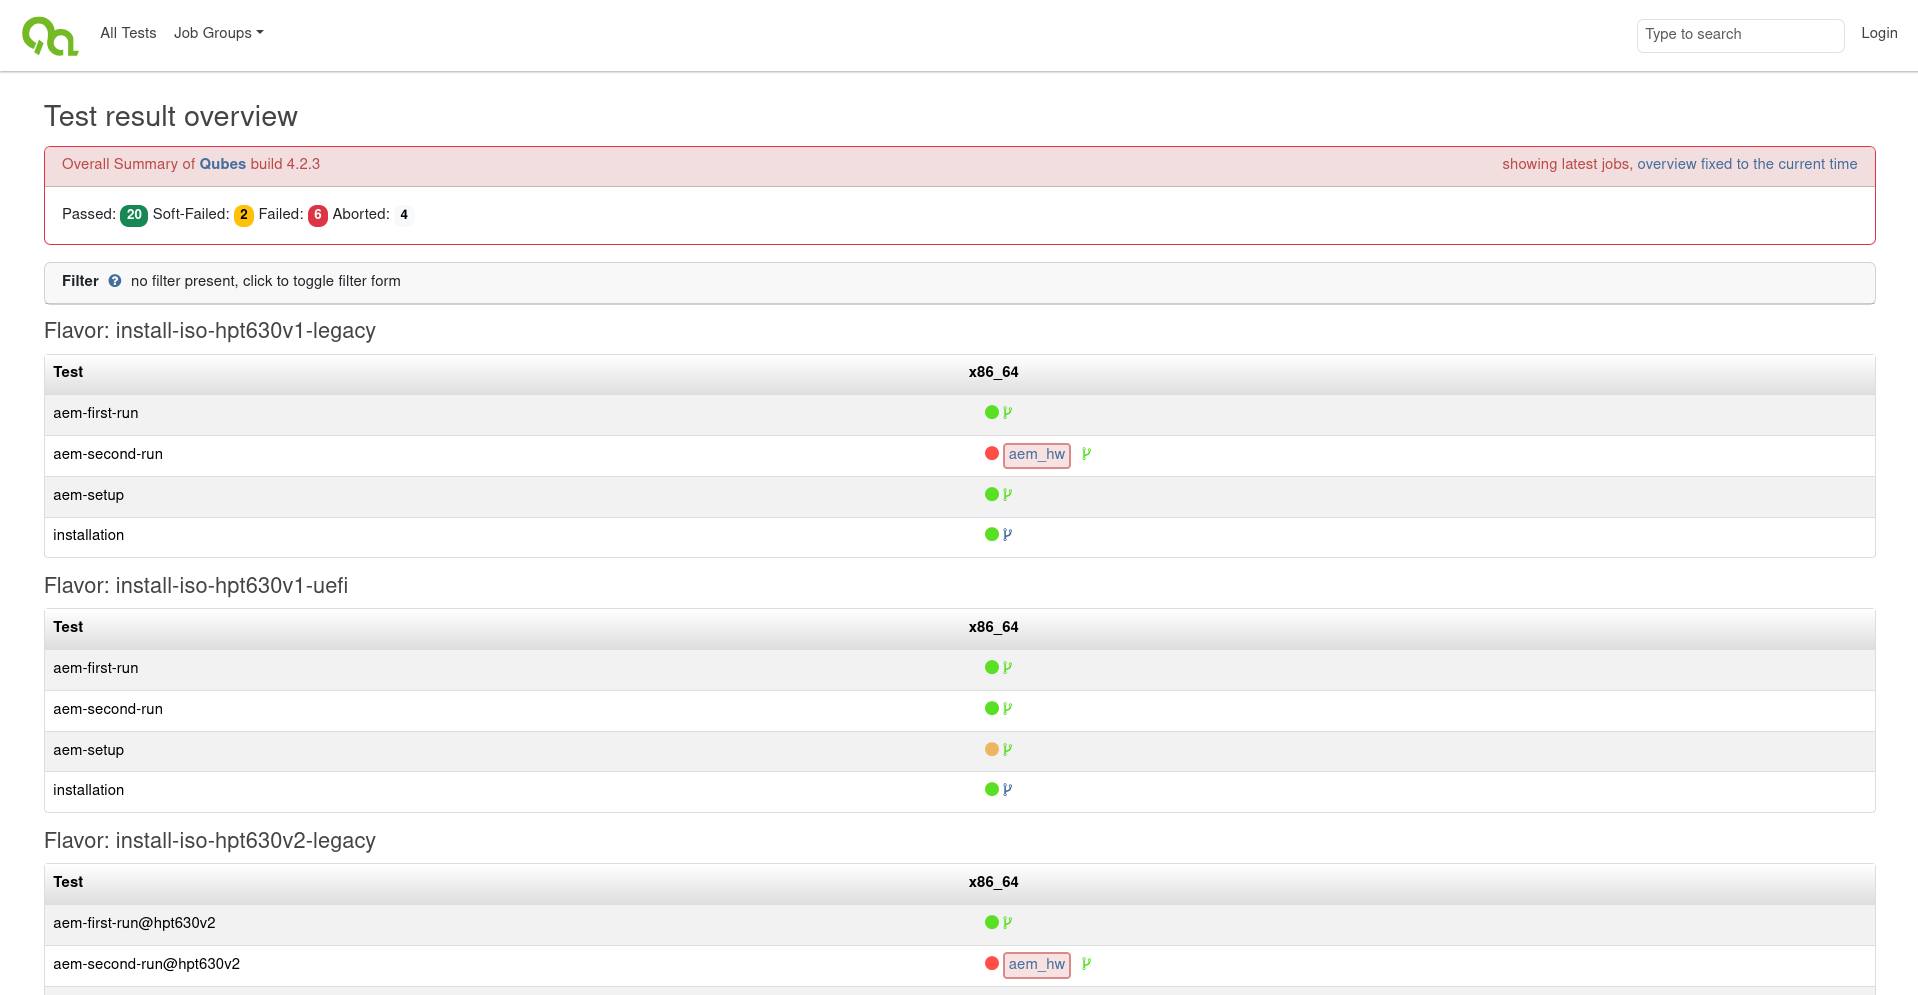 All Tests Job Groups Type to search Login
Test result overview
Overall Summary of Qubes build 4.2.3 showing latest jobs, overview fixed to the current time
Passed: 20 Soft-Failed: 2 Failed: 6 Aborted: 4
Filter ? no filter present, click to toggle filter form
Flavor: install-iso-hpt630v1-legacy
Test x86_64
aem-first-run
aem-second-run aem_hw
aem-setup
installation
Flavor: install-iso-hpt630v1-uefi
Test x86_64
aem-first-run
aem-second-run
aem-setup
installation
Flavor: install-iso-hpt630v2-legacy
Test x86_64
aem-first-run@hpt630v2
aem-second-run@hpt630v2 aem_hw